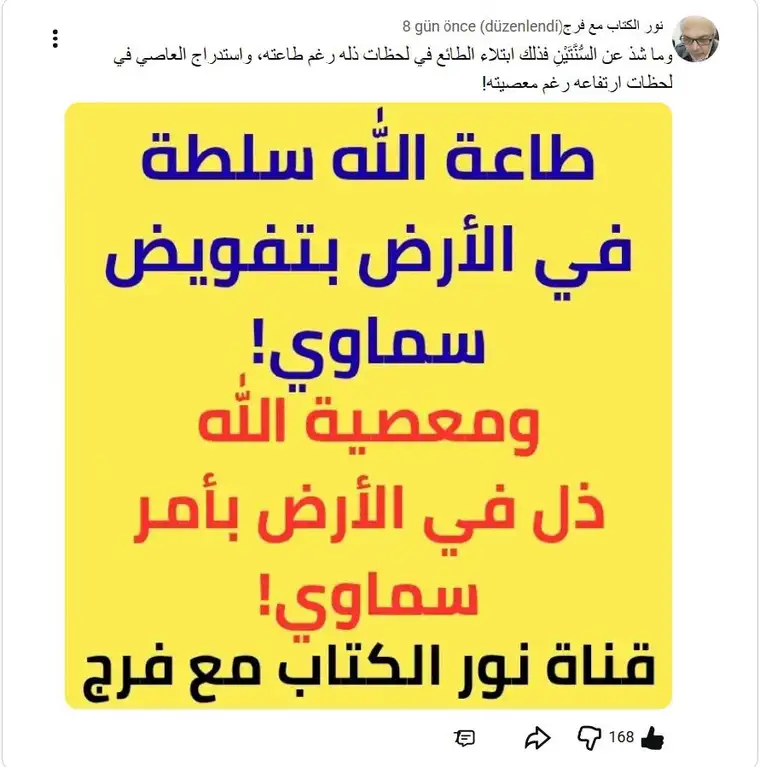 نور الكتاب مع فرج 8 gün önce (düzenlendi)
وما شذ عن السُّنَّتَيْنِ فذلك ابتلاء الطائع في لحظات ذله رغم طاعته، واستدراج العاصي في
لحظات ارتفاعه رغم معصيته!
طاعة الله سلطة
في الأرض بتفويض
سماوي!
ومعصية الله
ذل في الأرض بأمر
سماوي!
قناة نور الكتاب مع فرج
168